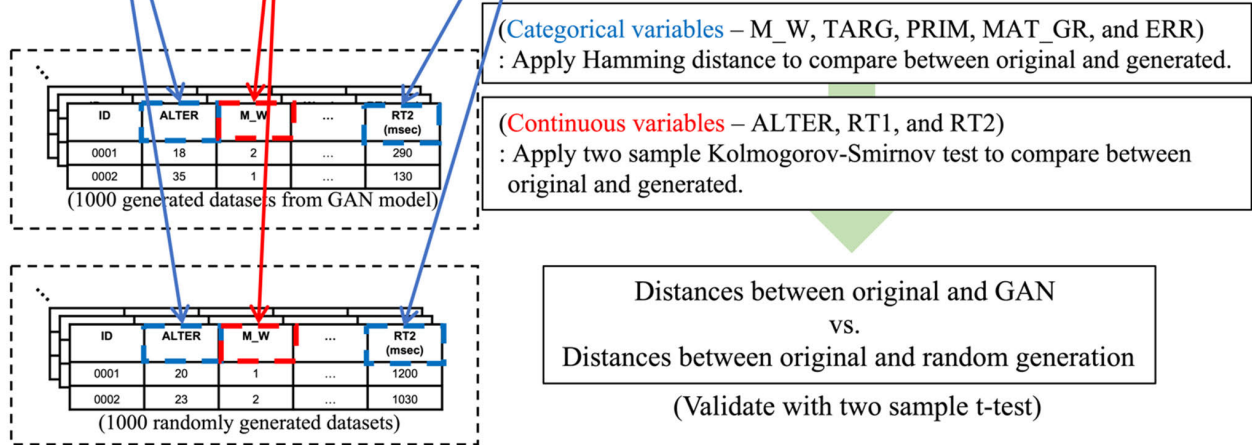 (Categorical variables – M_W, TARG, PRIM, MAT_GR, and ERR)
: Apply Hamming distance to compare between original and generated.
ID ALTER M_W ... RT2 (msec)
0001 18 2 ... 290
0002 35 1 ... 130
(1000 generated datasets from GAN model)
(Continuous variables – ALTER, RT1, and RT2)
: Apply two sample Kolmogorov-Smirnov test to compare between
original and generated.
ID ALTER M_W ... RT2 (msec)
0001 20 1 ... 1200
0002 23 2 ... 1030
(1000 randomly generated datasets)
Distances between original and GAN
vs.
Distances between original and random generation
(Validate with two sample t-test)